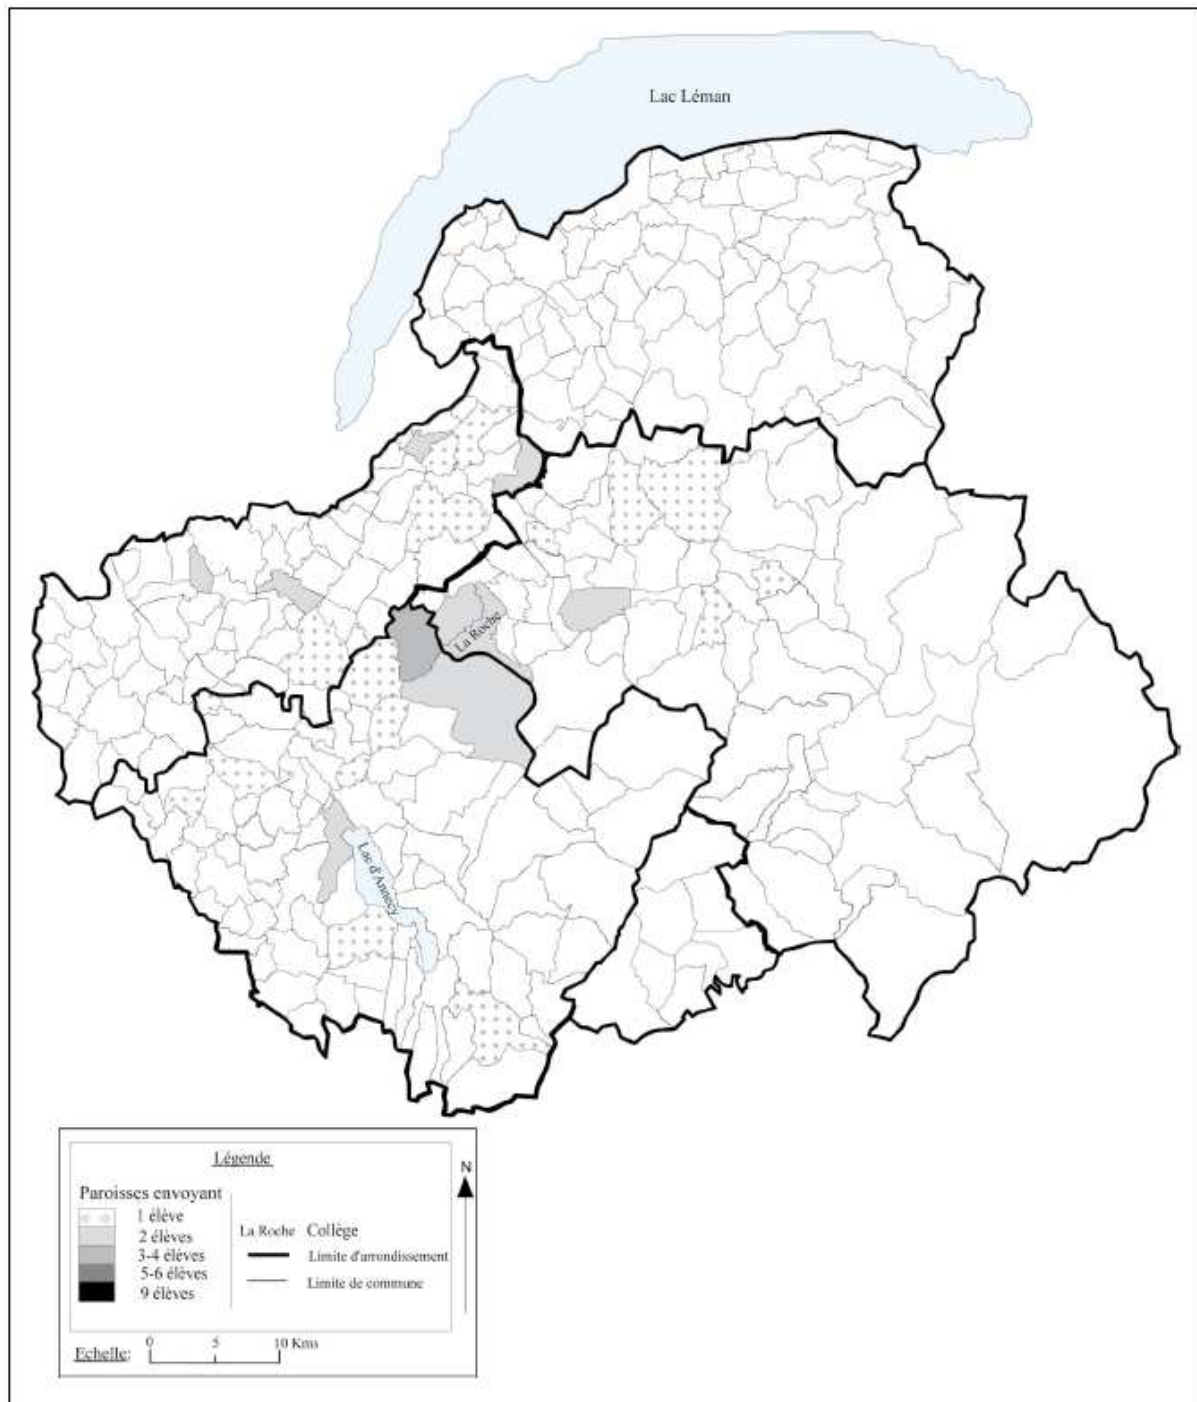 Lac Léman
La Roche
Lac d'Annecy
Légende
N
Paroisses envoyant
1 élève
2 élèves
3-4 élèves
5-6 élèves
9 élèves
La Roche Collège
Limite d'arrondissement
Limite de commune
Echelle:
0 5 10 Kms